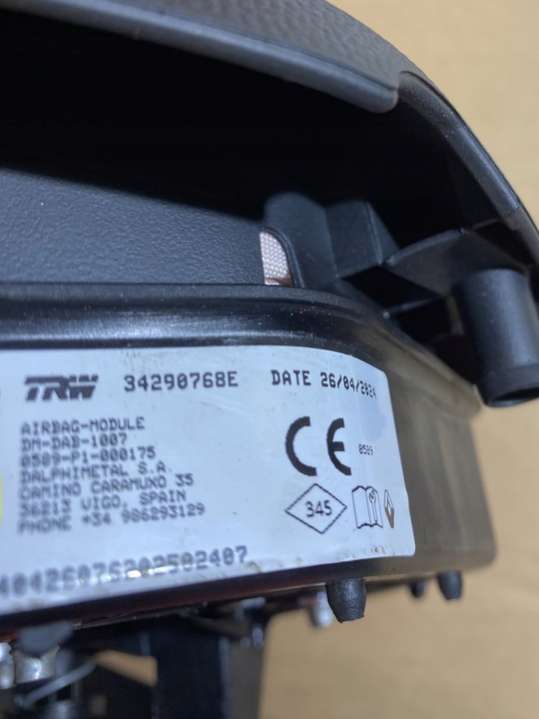 TRW 34290768E DATE 26/04/2024
AIRBAG-MODULE
DM-DAB-1007
0589-P1-000175
DALPHIMETAL S.A.
CAMINO CARAMUXO 35
36213 VIGO, SPAIN
PHONE +34 986293129
CE 0589
345